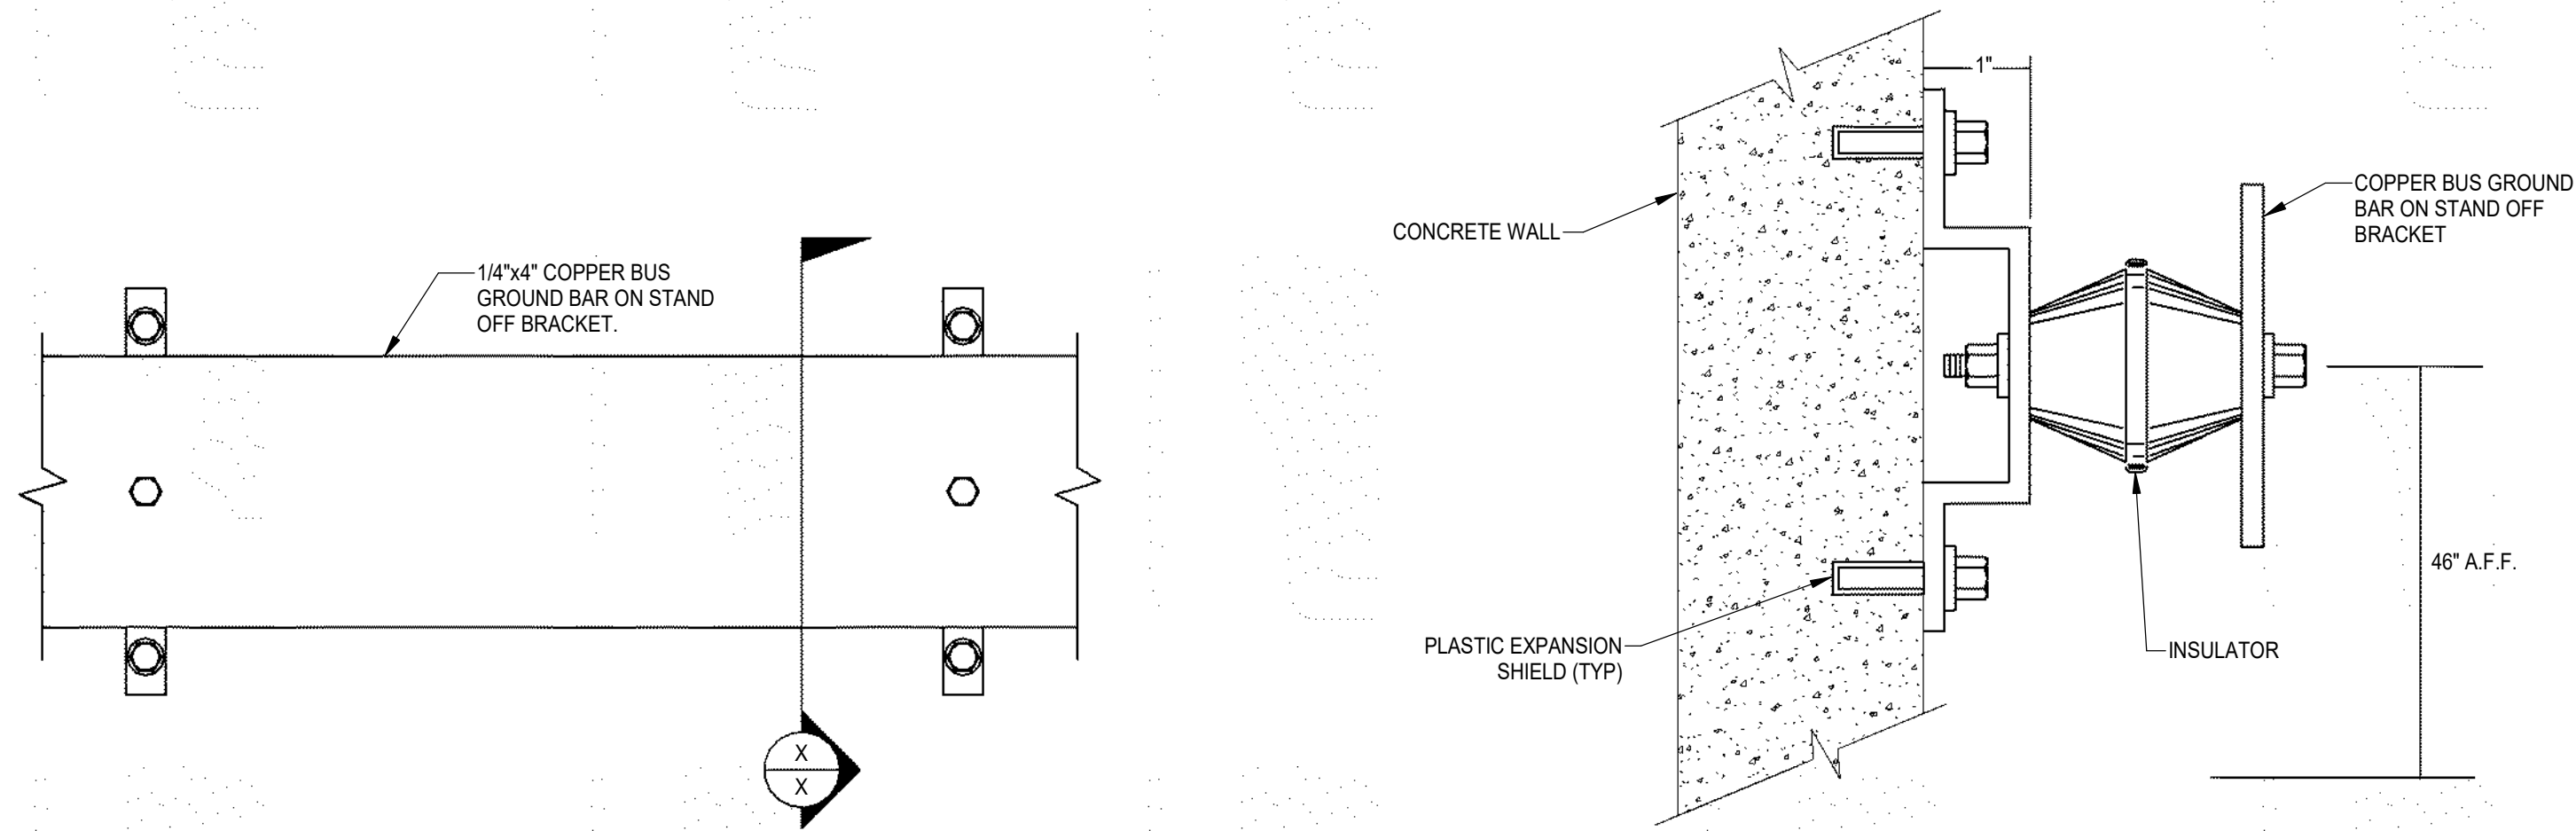 1/4"x4" COPPER BUS
GROUND BAR ON STAND
OFF BRACKET.
X
X
1"
CONCRETE WALL
COPPER BUS GROUND
BAR ON STAND OFF
BRACKET
46" A.F.F.
PLASTIC EXPANSION
SHIELD (TYP)
INSULATOR